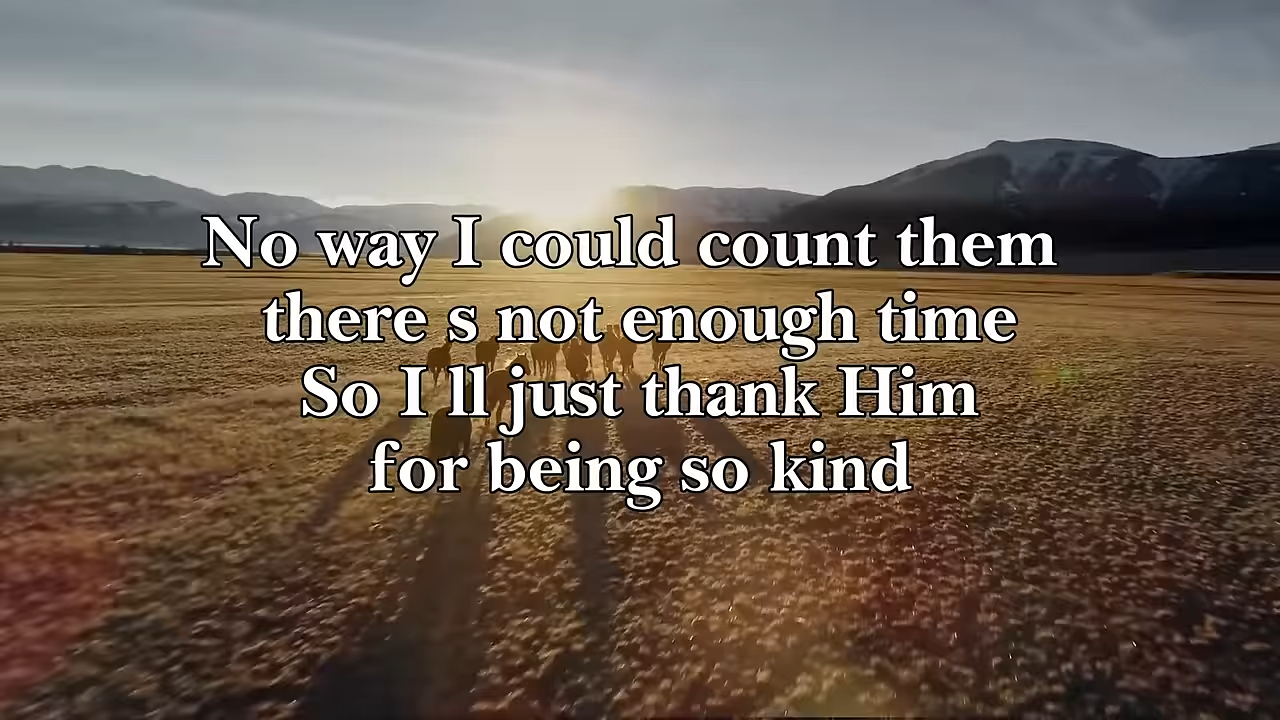 No way I could count them
there s not enough time
So I ll just thank Him
for being so kind